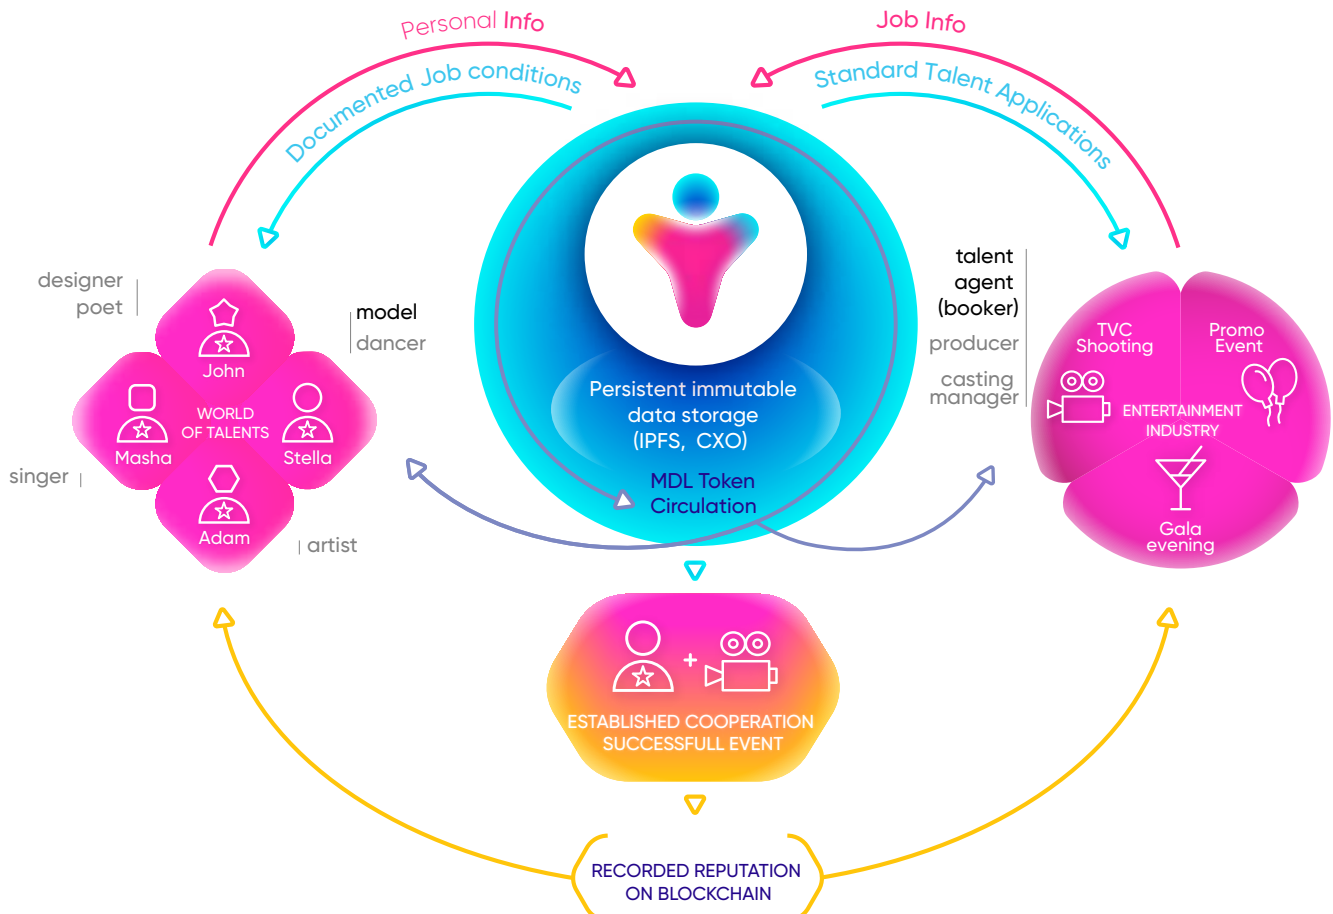 Personal Info
Job Info
Documented Job conditions
Standard Talent Applications
designer
poet
model
dancer
John
Masha
WORLD
OF TALENTS
Stella
singer
Adam
artist
Persistent immutable
data storage
(IPFS, CXO)
MDL Token
Circulation
talent
agent
(booker)
producer
casting
manager
TVC
Shooting
Promo
Event
ENTERTAINMENT
INDUSTRY
Gala
evening
ESTABLISHED COOPERATION
SUCCESSFULL EVENT
RECORDED REPUTATION
ON BLOCKCHAIN